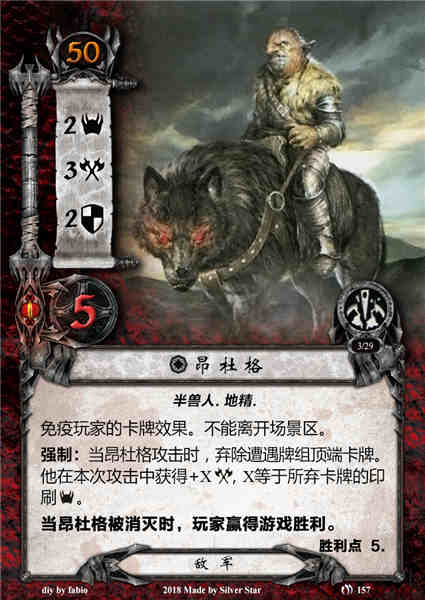 50
2
3
2
5
3/29
昂杜格
半兽人. 地精.
免疫玩家的卡牌效果。不能离开场景区。
强制：当昂杜格攻击时，弃除遭遇牌组顶端卡牌。
他在本次攻击中获得+X，X等于所弃卡牌的印
刷。
当昂杜格被消灭时，玩家赢得游戏胜利。
胜利点 5.
敌军
diy by fabio 2018 Made by Silver Star 157